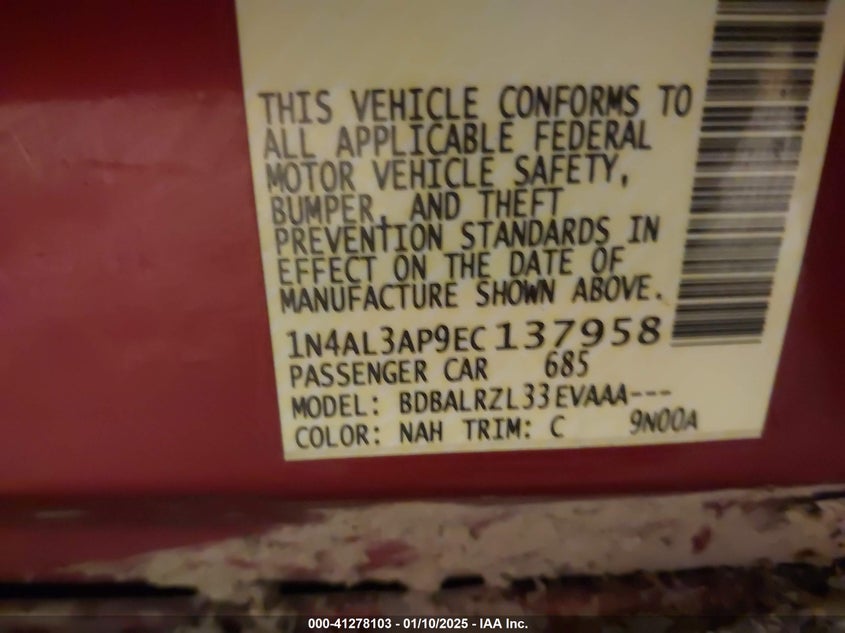 THIS VEHICLE CONFORMS TO
ALL APPLICABLE FEDERAL
MOTOR VEHICLE SAFETY,
BUMPER, AND THEFT
PREVENTION STANDARDS IN
EFFECT ON THE DATE OF
MANUFACTURE SHOWN ABOVE.
1N4AL3AP9EC137958
PASSENGER CAR 685
MODEL: BDBALRZL33EVAAA---
COLOR: NAH TRIM: C 9N00A
000-41278103 - 01/10/2025 - IAA Inc.